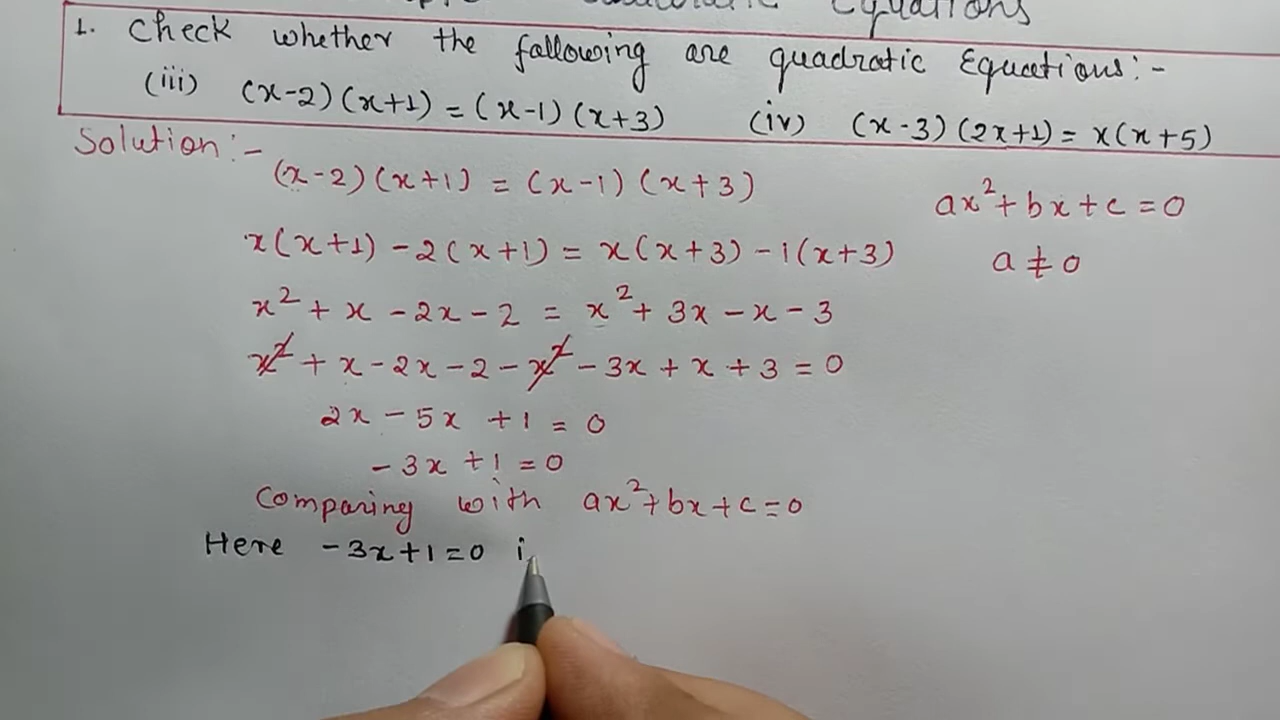 Equations
1. Check whether the following are quadratic Equations:-
(iii) (x-2)(x+1)=(x-1)(x+3) (iv) (x-3)(2x+1)=x(x+5)
Solution:-
(x-2)(x+1) = (x-1)(x+3)
ax²+bx+c=0
x(x+1)-2(x+1)=x(x+3)-1(x+3)
a≠0
x²+x-2x-2 = x²+3x-x-3
x²+x-2x-2-x²-3x+x+3=0
2x-5x+1=0
-3x+1=0
Comparing with ax²+bx+c=0
Here -3x+1=0 i